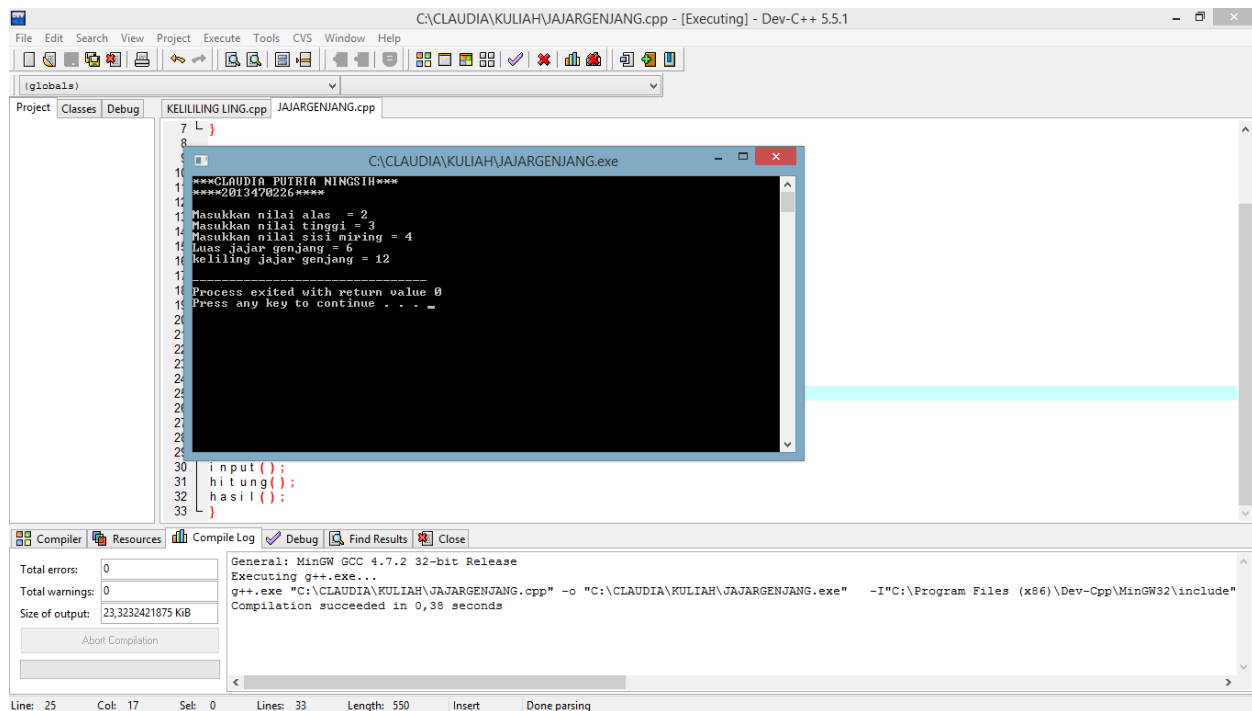 C:\CLAUDIA\KULIAH\JAJARGENJANG.cpp - [Executing] - Dev-C++ 5.5.1
File Edit Search View Project Execute Tools CVS Window Help
(globals)
Project Classes Debug
KELILILING LING.cpp JAJARGENJANG.cpp
7 }
8
C:\CLAUDIA\KULIAH\JAJARGENJANG.exe
***CLAUDIA PUTRIA NINGSIH***
****2013470226****
Masukkan nilai alas = 2
Masukkan nilai tinggi = 3
Masukkan nilai sisi miring = 4
Luas jajar genjang = 6
keliling jajar genjang = 12
--------------------------------
Process exited with return value 0
Press any key to continue . . . _
30 input();
31 hitung();
32 hasil();
33 }
Compiler Resources Compile Log Debug Find Results Close
Total errors: 0
Total warnings: 0
Size of output: 23,3232421875 KiB
Abort Compilation
General: MinGW GCC 4.7.2 32-bit Release
Executing g++.exe...
g++.exe "C:\CLAUDIA\KULIAH\JAJARGENJANG.cpp" -o "C:\CLAUDIA\KULIAH\JAJARGENJANG.exe" -I"C:\Program Files (x86)\Dev-Cpp\MinGW32\include"
Compilation succeeded in 0,38 seconds
Line: 25 Col: 17 Sel: 0 Lines: 33 Length: 550 Insert Done parsing